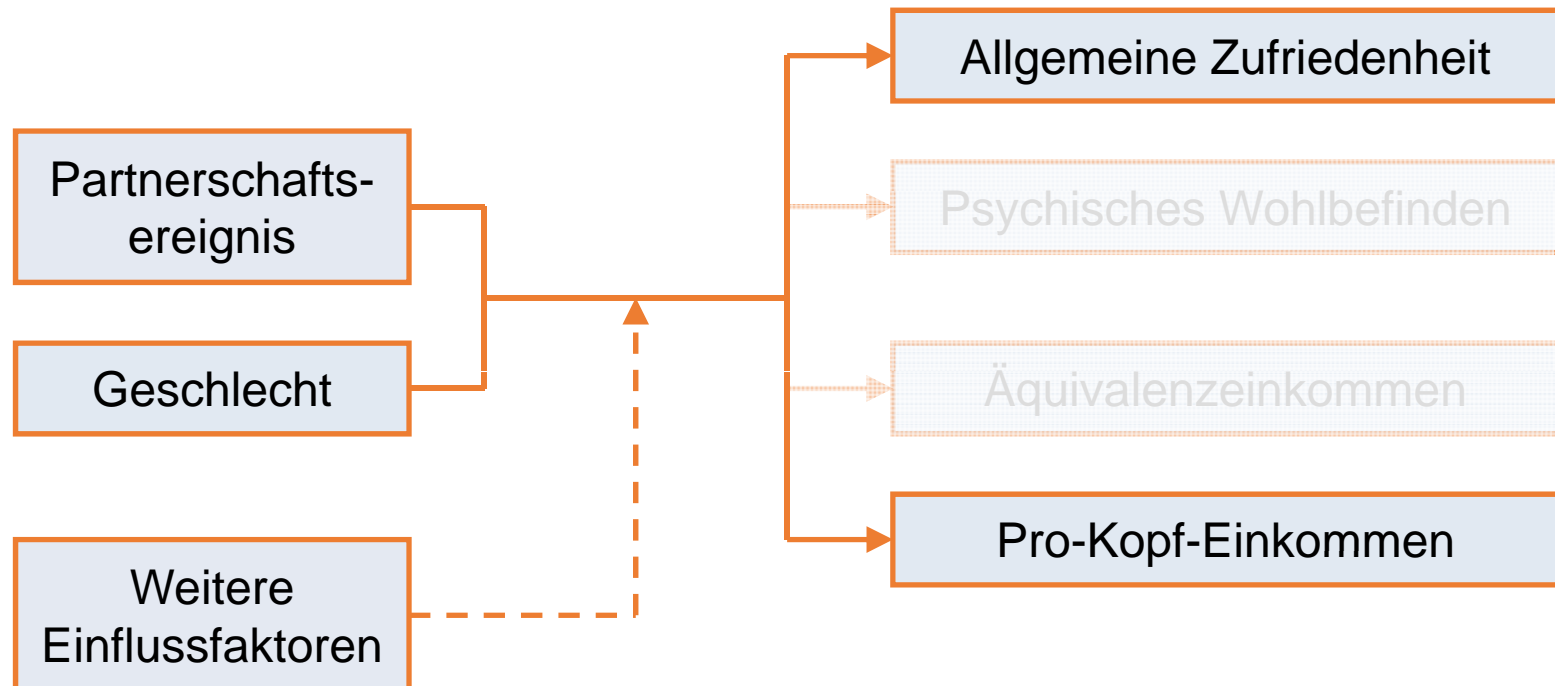 Partnerschafts-
ereignis
Geschlecht
Weitere
Einflussfaktoren
Allgemeine Zufriedenheit
Psychisches Wohlbefinden
Äquivalenzeinkommen
Pro-Kopf-Einkommen